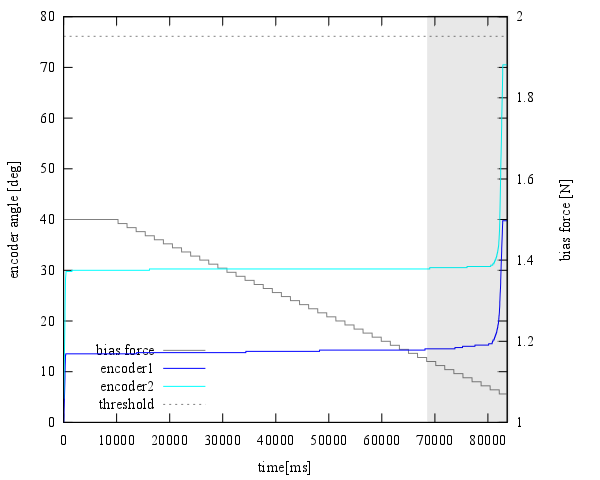 80
70
60
50
40
30
20
10
0
encoder angle [deg]
2
1.8
1.6
1.4
1.2
1
bias force [N]
bias force
encoder1
encoder2
threshold
0 10000 20000 30000 40000 50000 60000 70000 80000
time[ms]